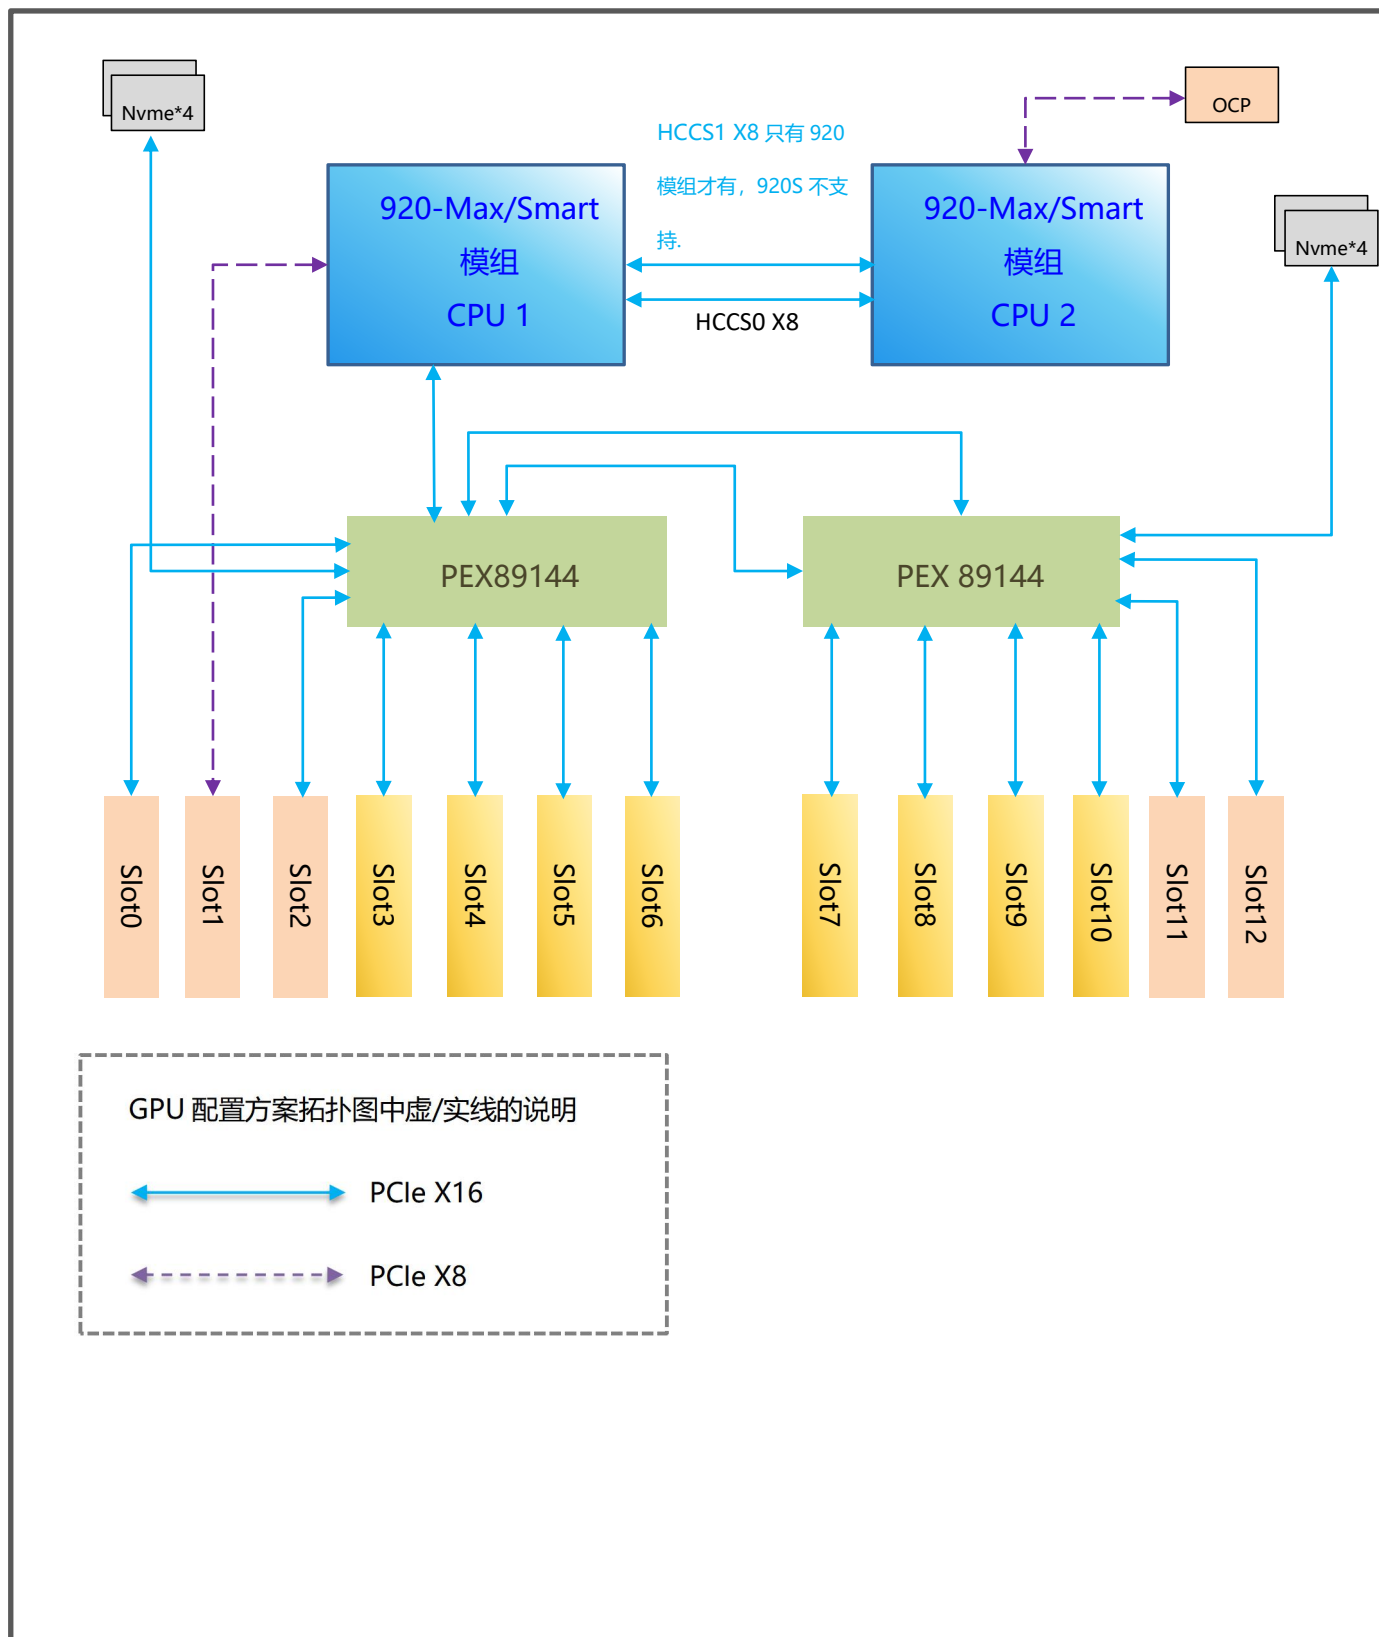 Nvme*4
OCP
HCCS1 X8 只有 920
模组才有，920S 不支
持.
920-Max/Smart
模组
CPU 1
920-Max/Smart
模组
CPU 2
Nvme*4
HCCS0 X8
PEX89144
PEX 89144
Slot0
Slot1
Slot2
Slot3
Slot4
Slot5
Slot6
Slot7
Slot8
Slot9
Slot10
Slot11
Slot12
GPU 配置方案拓扑图中虚/实线的说明
PCIe X16
PCIe X8